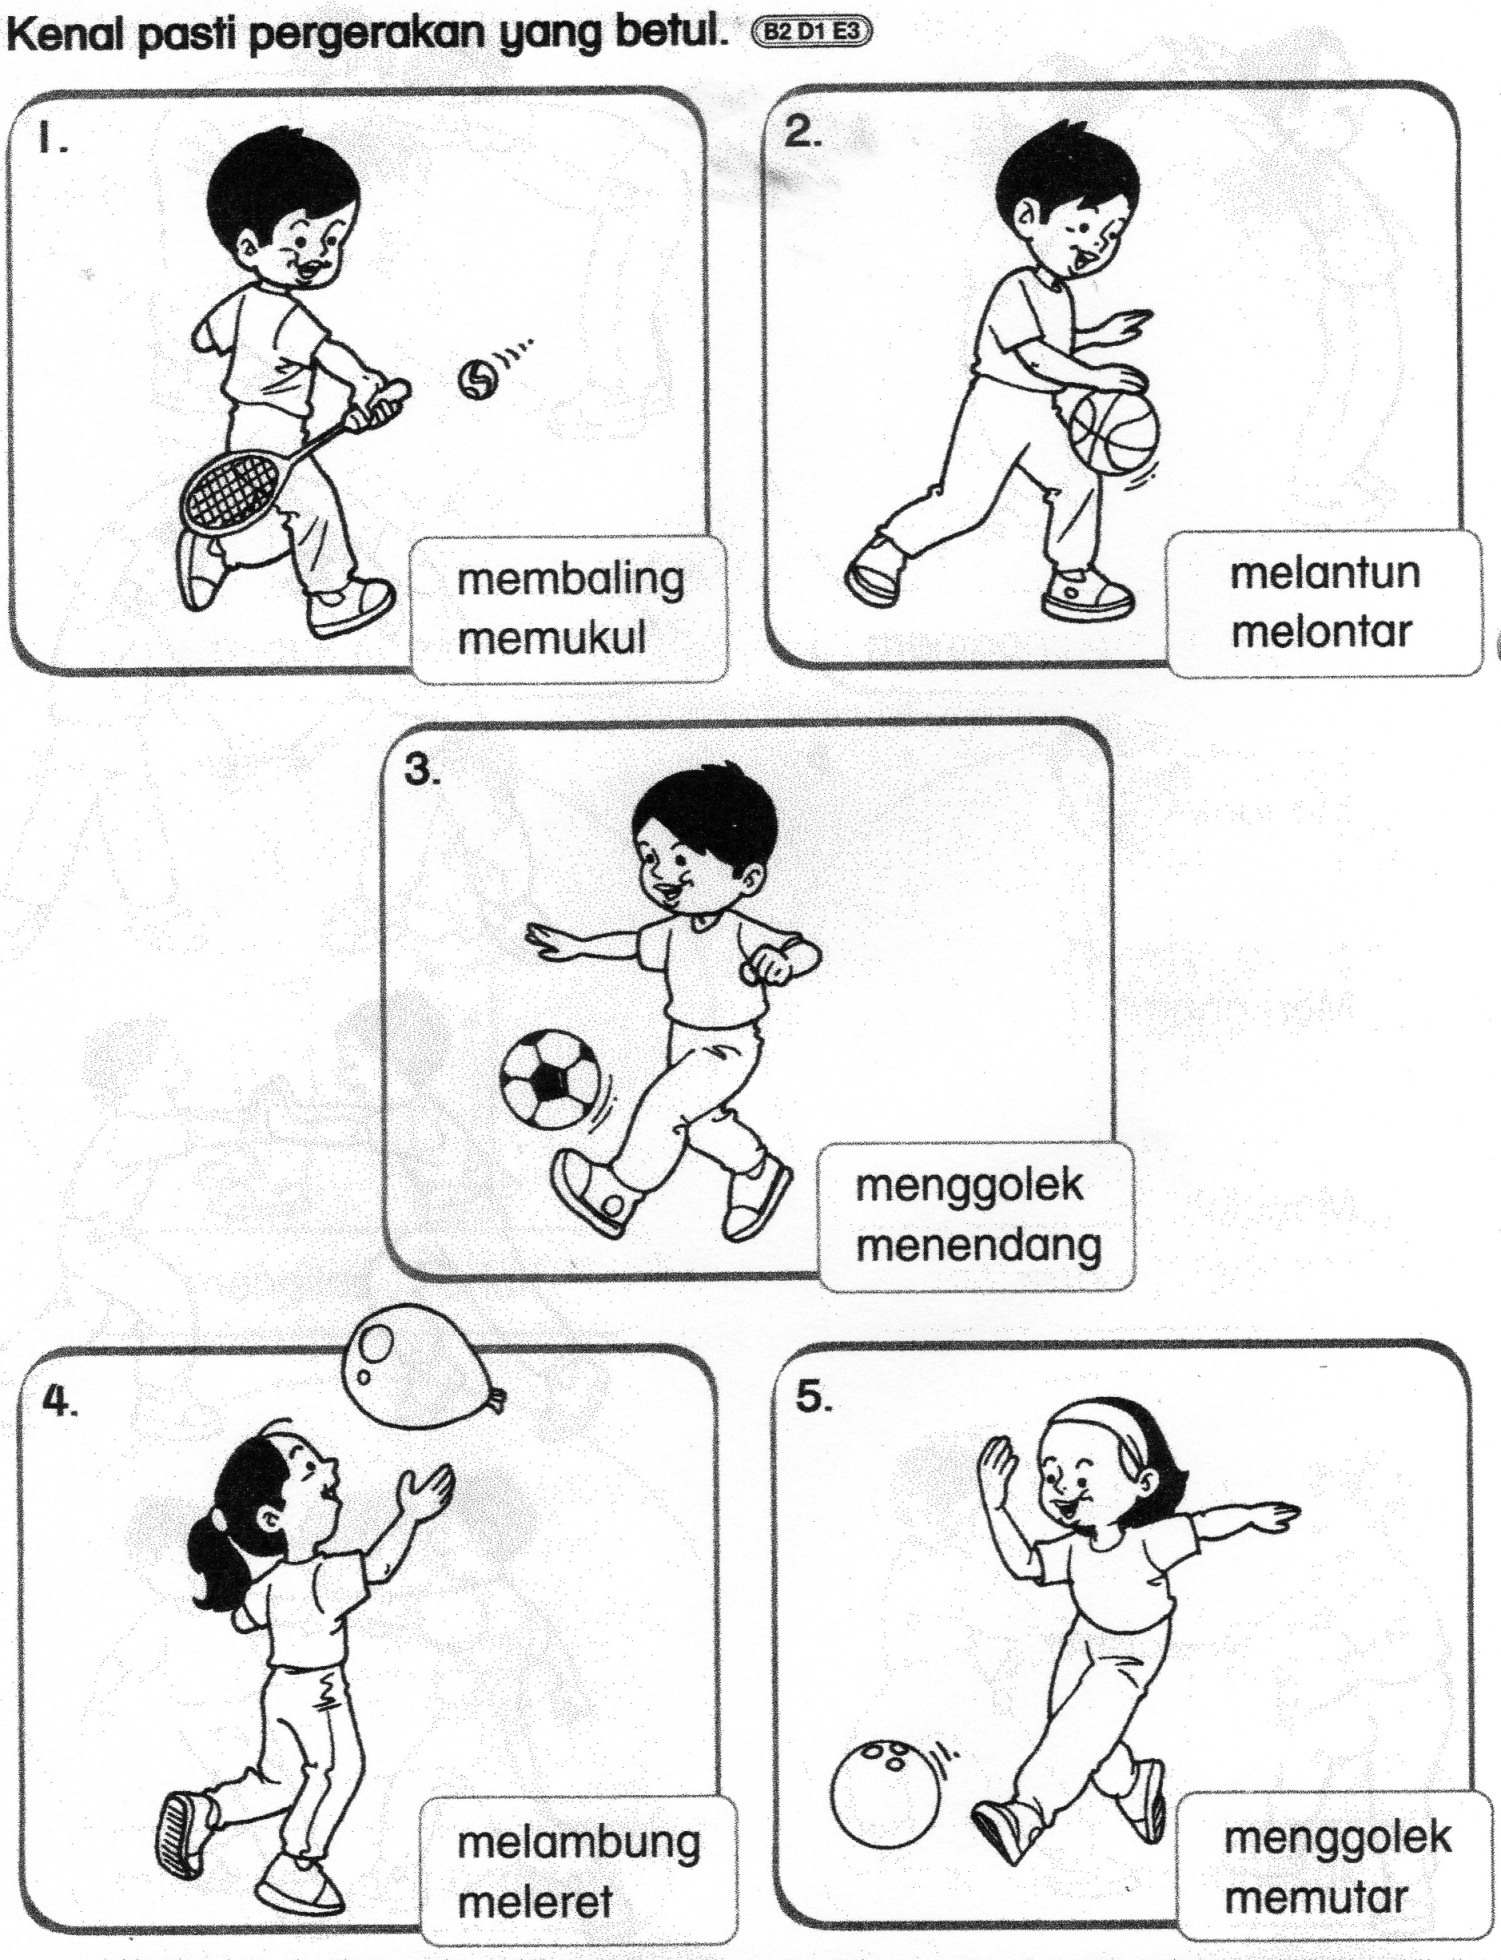 Kenal pasti pergerakan yang betul. B2 D1 E3
1.
membaling
memukul
2.
melantun
melontar
3.
menggolek
menendang
4.
melambung
meleret
5.
menggolek
memutar